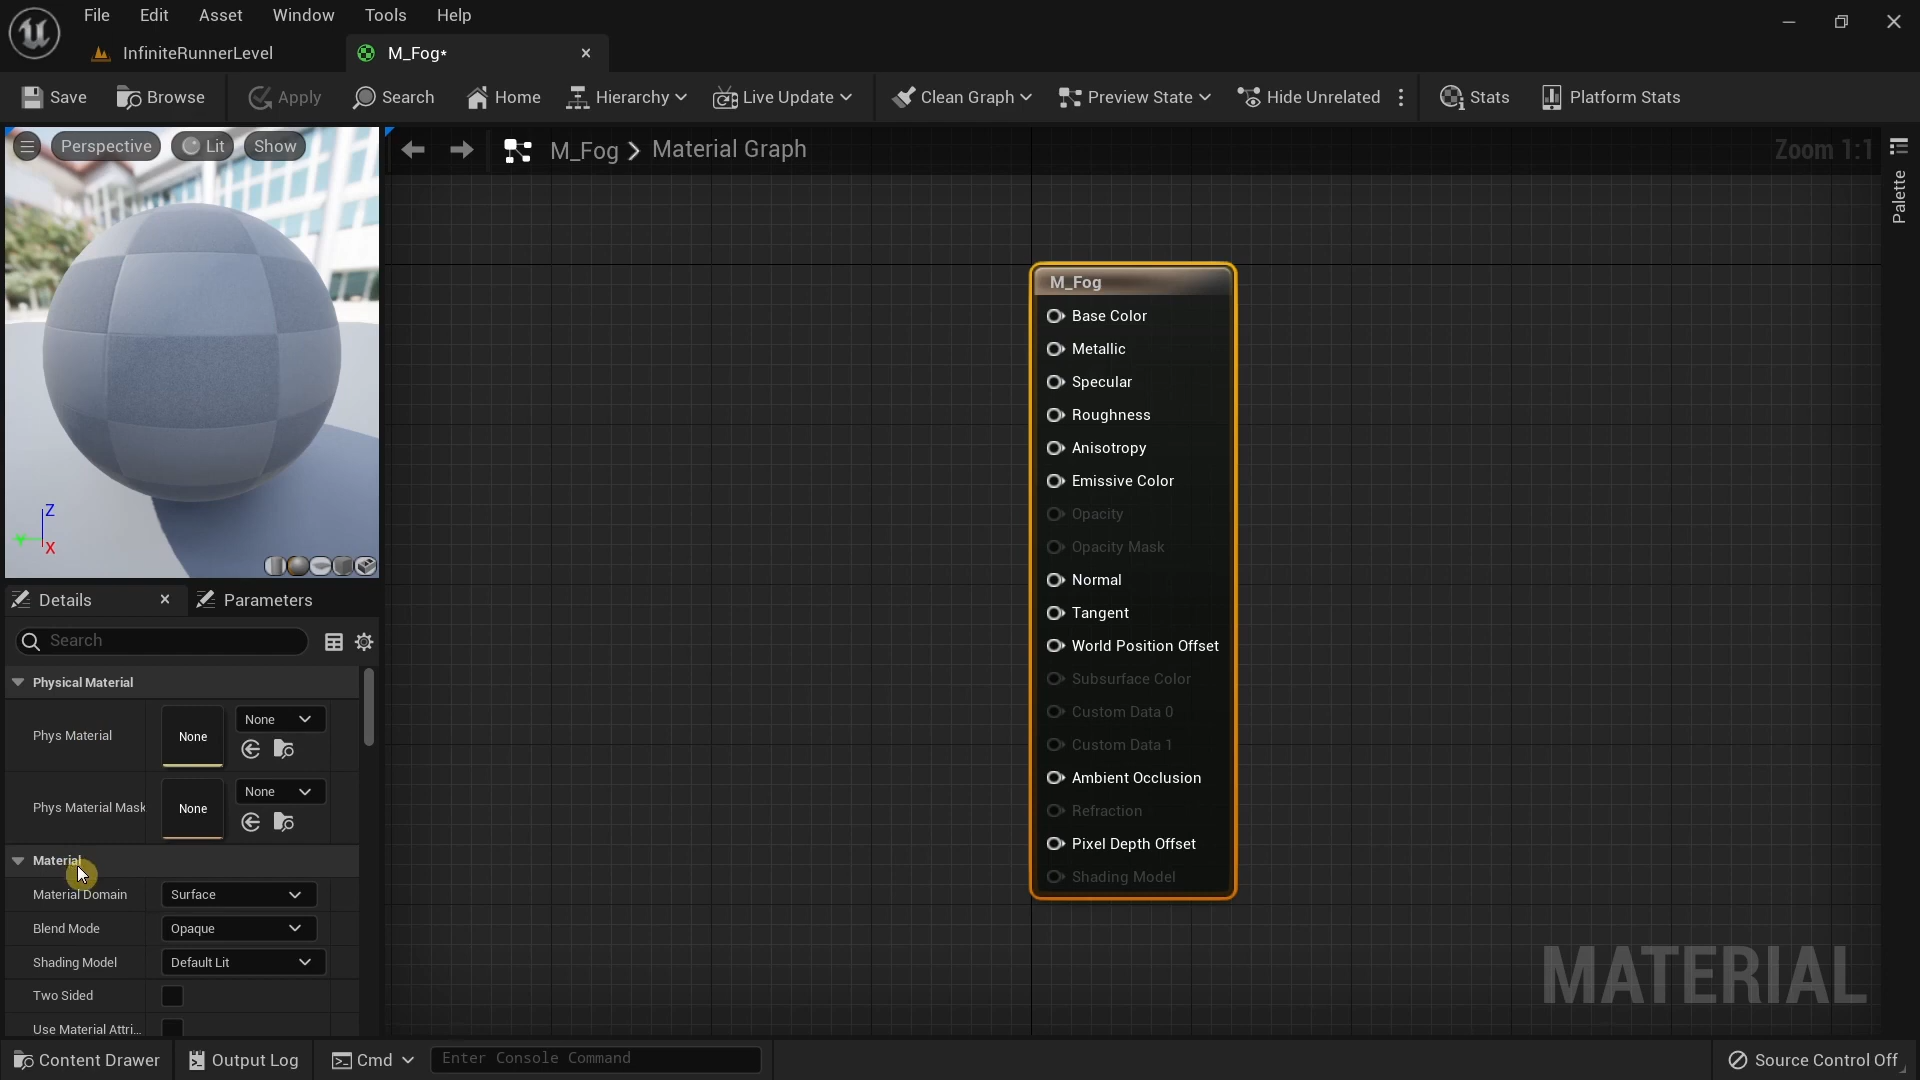 File Edit Asset Window Tools Help
InfiniteRunnerLevel
M_Fog*
Save Browse Apply Search Home Hierarchy Live Update Clean Graph Preview State Hide Unrelated Stats Platform Stats
Perspective Lit Show
M_Fog > Material Graph
Zoom 1:1
Palette
Z
Y
X
M_Fog
Base Color
Metallic
Specular
Roughness
Anisotropy
Emissive Color
Opacity
Opacity Mask
Normal
Tangent
World Position Offset
Subsurface Color
Custom Data 0
Custom Data 1
Ambient Occlusion
Refraction
Pixel Depth Offset
Shading Model
Details Parameters
Search
Physical Material
Phys Material None None
Phys Material Mask None None
Material
Material Domain Surface
Blend Mode Opaque
Shading Model Default Lit
Two Sided
Use Material Attri...
MATERIAL
Content Drawer Output Log Cmd Enter Console Command Source Control Off